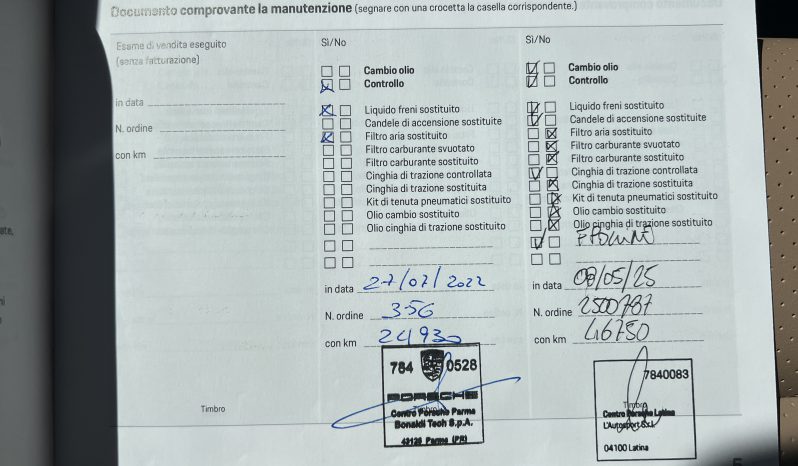 Documento comprovante la manutenzione (segnare con una crocetta la casella corrispondente.)
Esame di vendita eseguito
(senza fatturazione)
in data
N. ordine
con km
Timbro
Sì/No
Cambio olio
Controllo
Liquido freni sostituito
Candele di accensione sostituite
Filtro aria sostituito
Filtro carburante svuotato
Filtro carburante sostituito
Cinghia di trazione controllata
Cinghia di trazione sostituita
Kit di tenuta pneumatici sostituito
Olio cambio sostituito
Olio cinghia di trazione sostituito
in data 27/07/2022
N. ordine 356
con km 24930
784 0528
PORSCHE
Timbro
Centro Porsche Parma
Bonaldi Tech S.p.A.
43126 Parma (PR)
Sì/No
Cambio olio
Controllo
Liquido freni sostituito
Candele di accensione sostituite
Filtro aria sostituito
Filtro carburante svuotato
Filtro carburante sostituito
Cinghia di trazione controllata
Cinghia di trazione sostituita
Kit di tenuta pneumatici sostituito
Olio cambio sostituito
Olio cinghia di trazione sostituito
in data 08/05/25
N. ordine 2500787
con km 46750
7840083
Timbro
Centro Porsche Latina
L'Autosport S.r.l.
04100 Latina